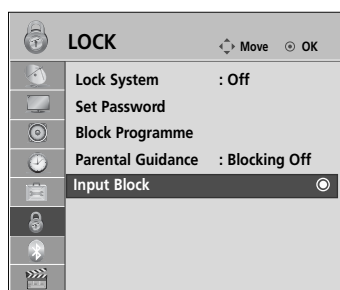 LOCK Move OK
Lock System : Off
Set Password
Block Programme
Parental Guidance : Blocking Off
Input Block